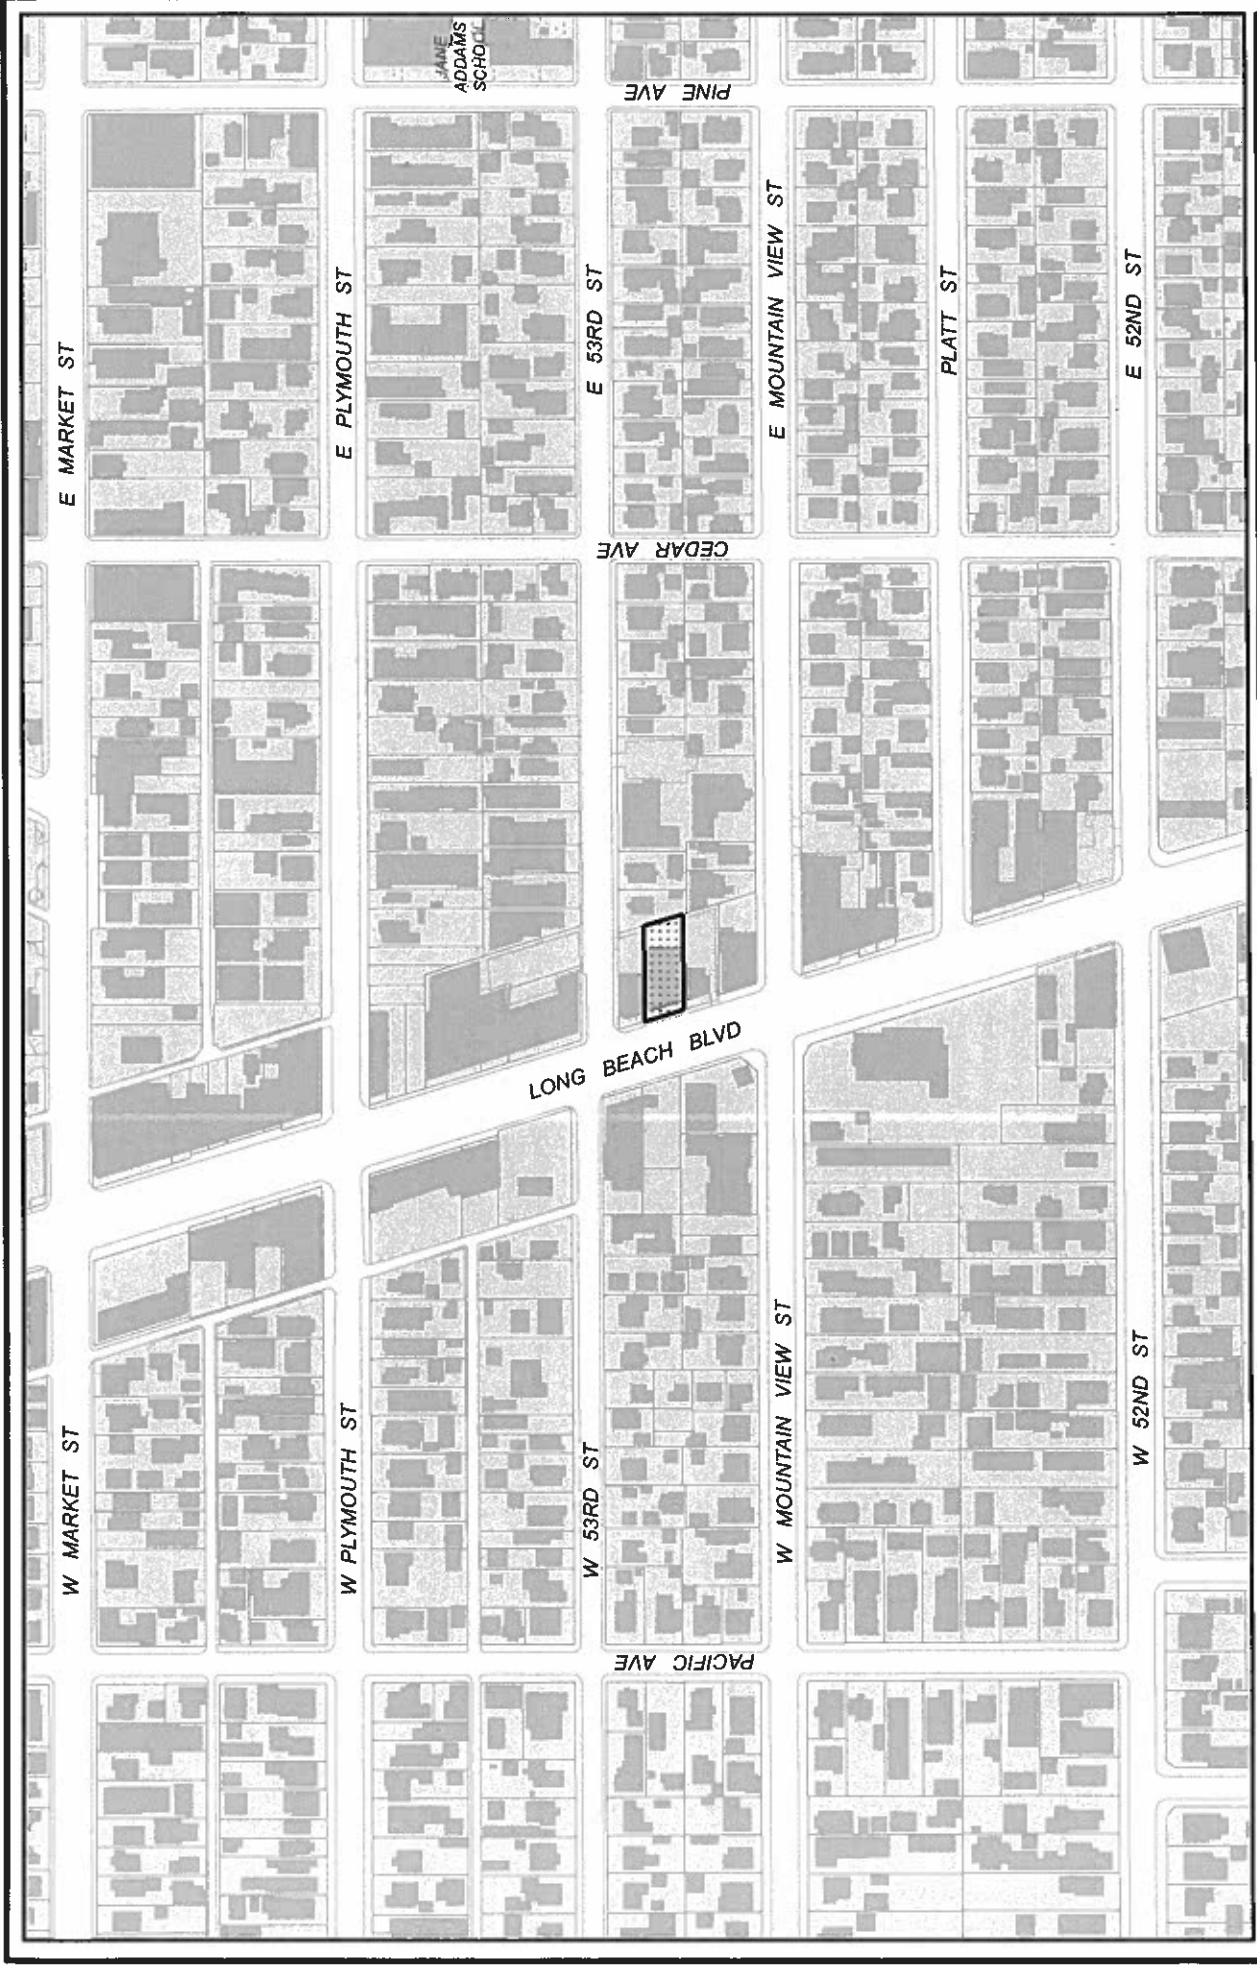 JANE
ADDAMS
SCHOOL
PINE AVE
E MARKET ST
E PLYMOUTH ST
E 53RD ST
E MOUNTAIN VIEW ST
PLATT ST
E 52ND ST
CEDAR AVE
LONG BEACH BLVD
W MARKET ST
W PLYMOUTH ST
W 53RD ST
W MOUNTAIN VIEW ST
W 52ND ST
PACIFIC AVE